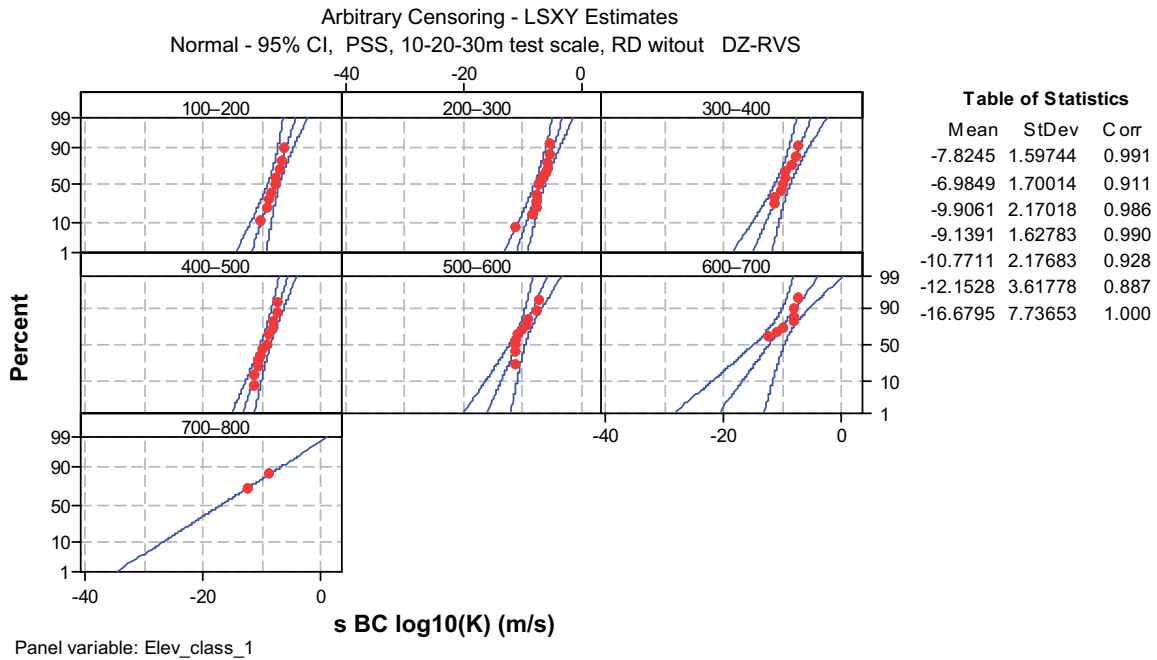 Arbitrary Censoring - LSXY Estimates
Normal - 95% CI, PSS, 10-20-30m test scale, RD witout DZ-RVS
-40 -20 0
100–200 200–300 300–400
99
90
50
10
1
400–500 500–600 600–700
99
90
50
10
1
700–800
99
90
50
10
1
-40 -20 0
-40 -20 0
Percent
s BC log10(K) (m/s)
Panel variable: Elev_class_1
Table of Statistics
Mean StDev Corr
-7.8245 1.59744 0.991
-6.9849 1.70014 0.911
-9.9061 2.17018 0.986
-9.1391 1.62783 0.990
-10.7711 2.17683 0.928
-12.1528 3.61778 0.887
-16.6795 7.73653 1.000